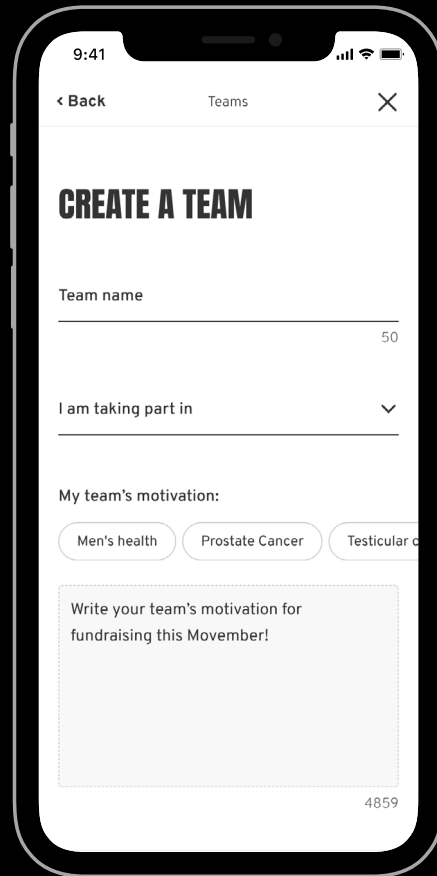 9:41
Back
Teams
CREATE A TEAM
Team name
50
I am taking part in
My team's motivation:
Men's health
Prostate Cancer
Testicular c
Write your team's motivation for
fundraising this Movember!
4859